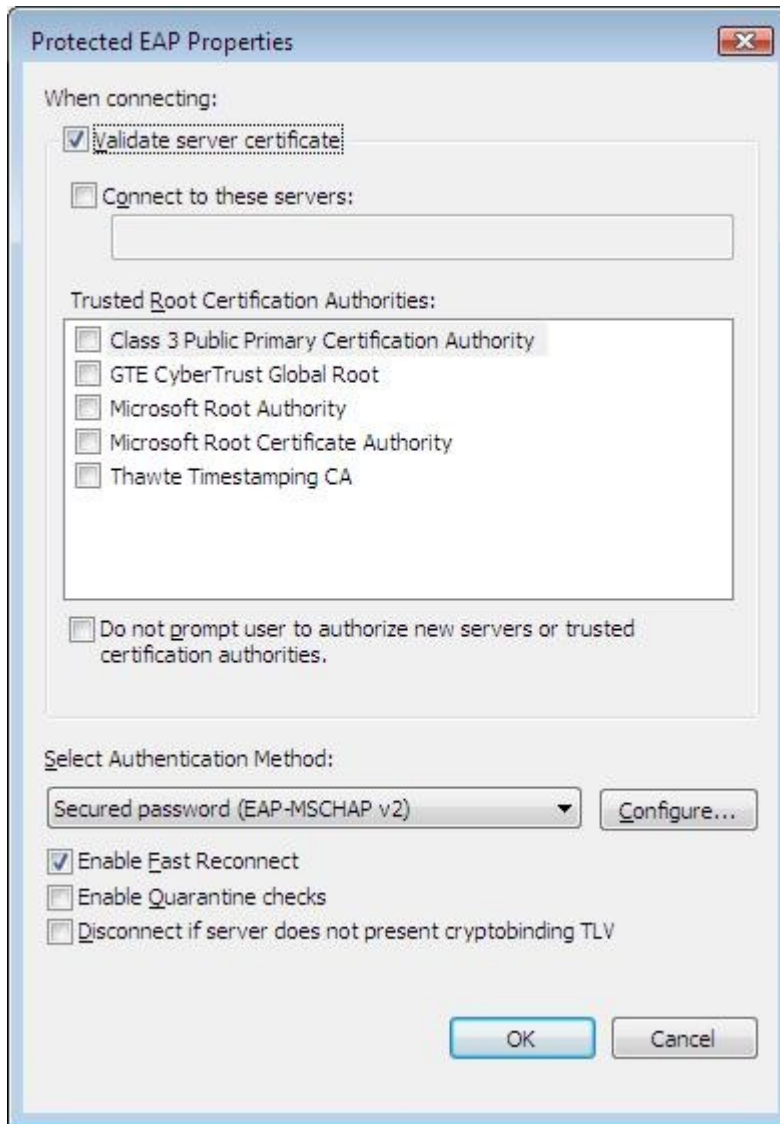 Protected EAP Properties
When connecting:
Validate server certificate
Connect to these servers:
Trusted Root Certification Authorities:
Class 3 Public Primary Certification Authority
GTE CyberTrust Global Root
Microsoft Root Authority
Microsoft Root Certificate Authority
Thawte Timestamping CA
Do not prompt user to authorize new servers or trusted
certification authorities.
Select Authentication Method:
Secured password (EAP-MSCHAP v2)
Configure...
Enable Fast Reconnect
Enable Quarantine checks
Disconnect if server does not present cryptobinding TLV
OK
Cancel